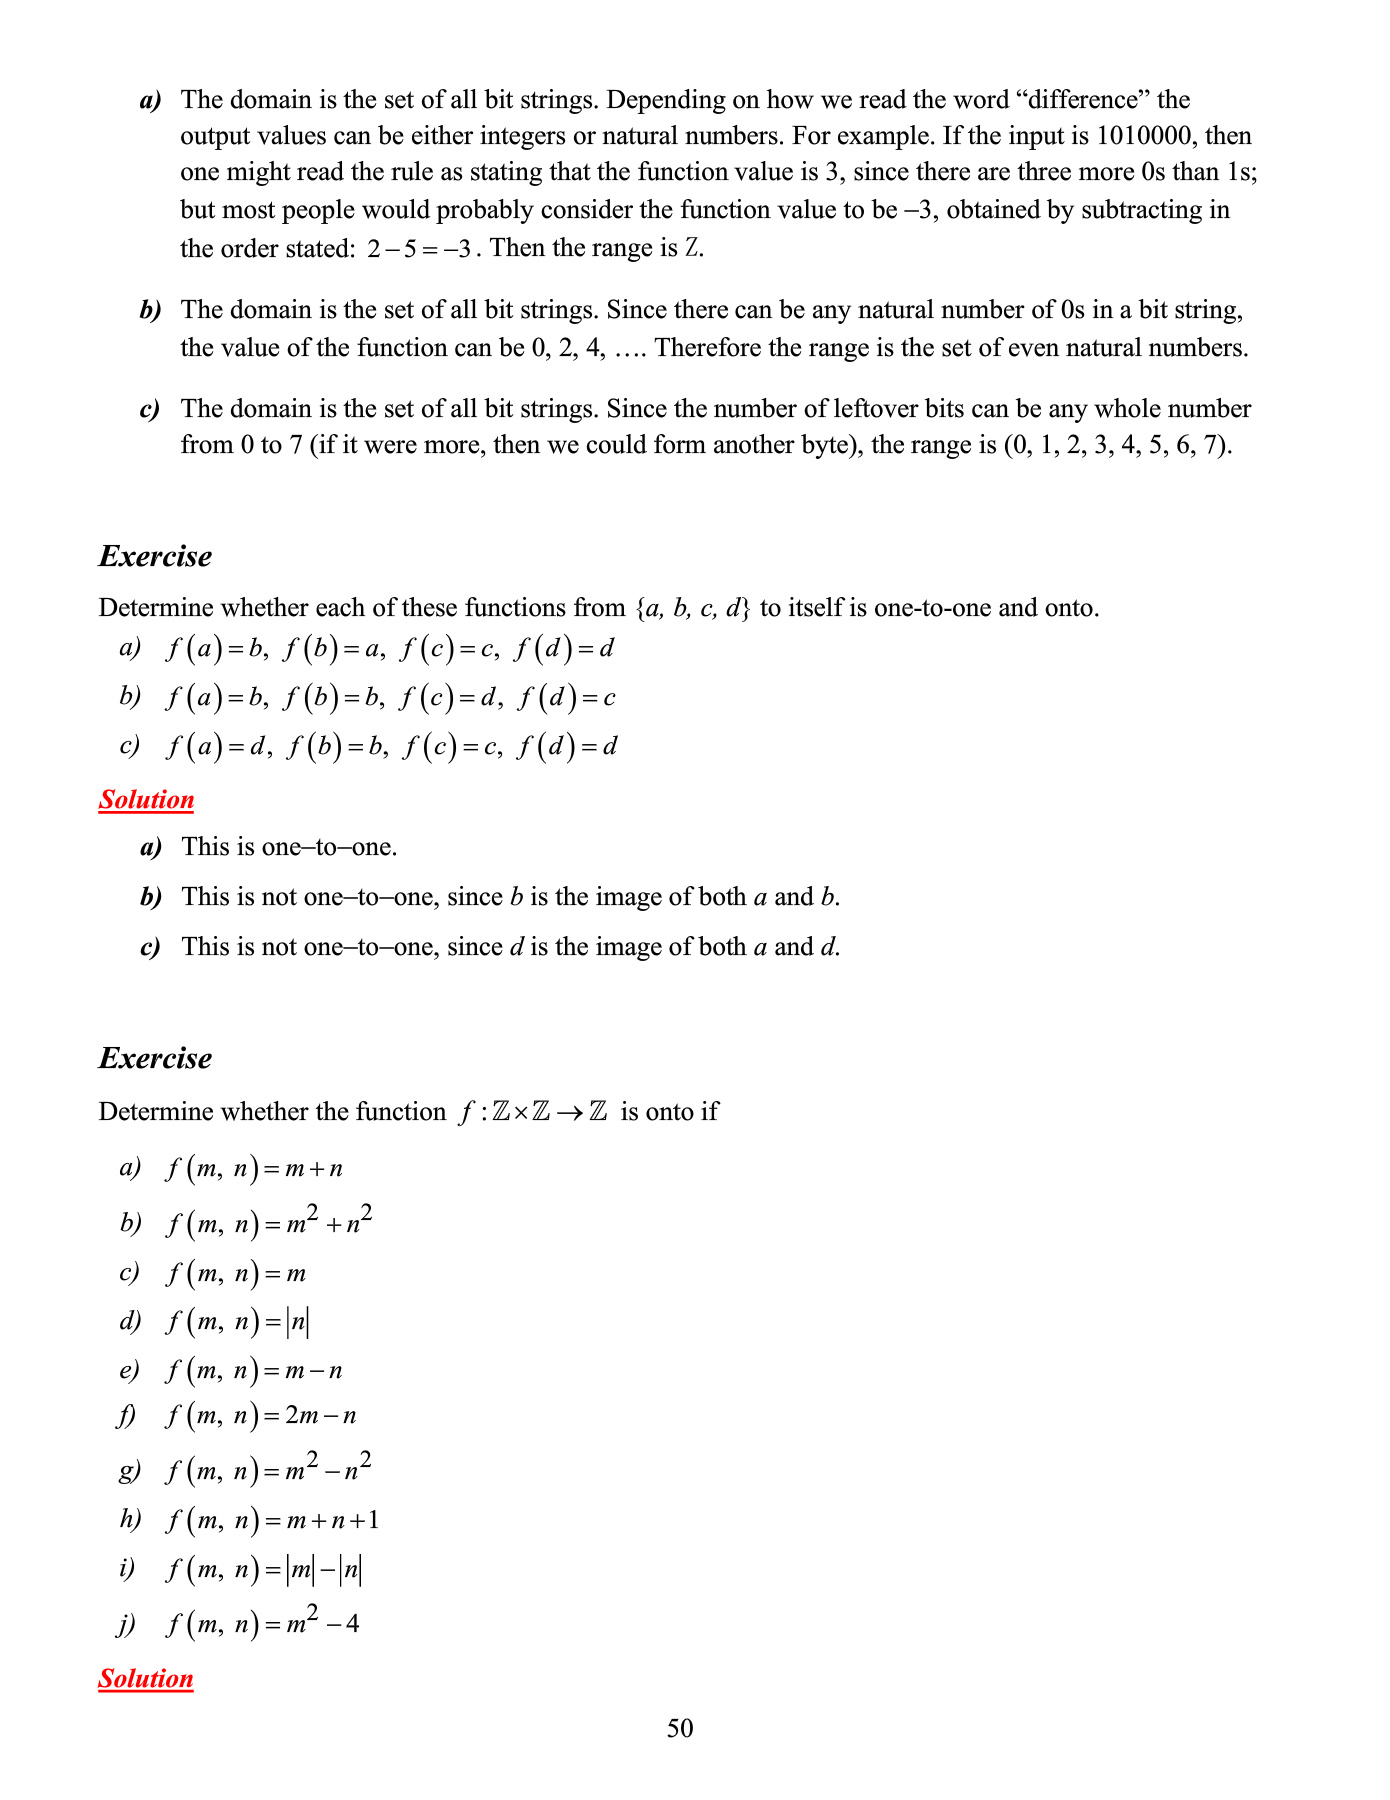 a) The domain is the set of all bit strings. Depending on how we read the word “difference” the
output values can be either integers or natural numbers. For example. If the input is 1010000, then
one might read the rule as stating that the function value is 3, since there are three more 0s than 1s;
but most people would probably consider the function value to be –3, obtained by subtracting in
the order stated: 2 – 5 = –3. Then the range is ℤ.
b) The domain is the set of all bit strings. Since there can be any natural number of 0s in a bit string,
the value of the function can be 0, 2, 4, …. Therefore the range is the set of even natural numbers.
c) The domain is the set of all bit strings. Since the number of leftover bits can be any whole number
from 0 to 7 (if it were more, then we could form another byte), the range is (0, 1, 2, 3, 4, 5, 6, 7).
Exercise
Determine whether each of these functions from {a, b, c, d} to itself is one-to-one and onto.
a) f(a)=b, f(b)=a, f(c)=c, f(d)=d
b) f(a)=b, f(b)=b, f(c)=d, f(d)=c
c) f(a)=d, f(b)=b, f(c)=c, f(d)=d
Solution
a) This is one–to–one.
b) This is not one–to–one, since b is the image of both a and b.
c) This is not one–to–one, since d is the image of both a and d.
Exercise
Determine whether the function f : ℤ×ℤ→ℤ is onto if
a) f(m, n)=m+n
b) f(m, n)=m²+n²
c) f(m, n)=m
d) f(m, n)=|n|
e) f(m, n)=m–n
f) f(m, n)=2m–n
g) f(m, n)=m²–n²
h) f(m, n)=m+n+1
i) f(m, n)=|m|–|n|
j) f(m, n)=m²–4
Solution
50